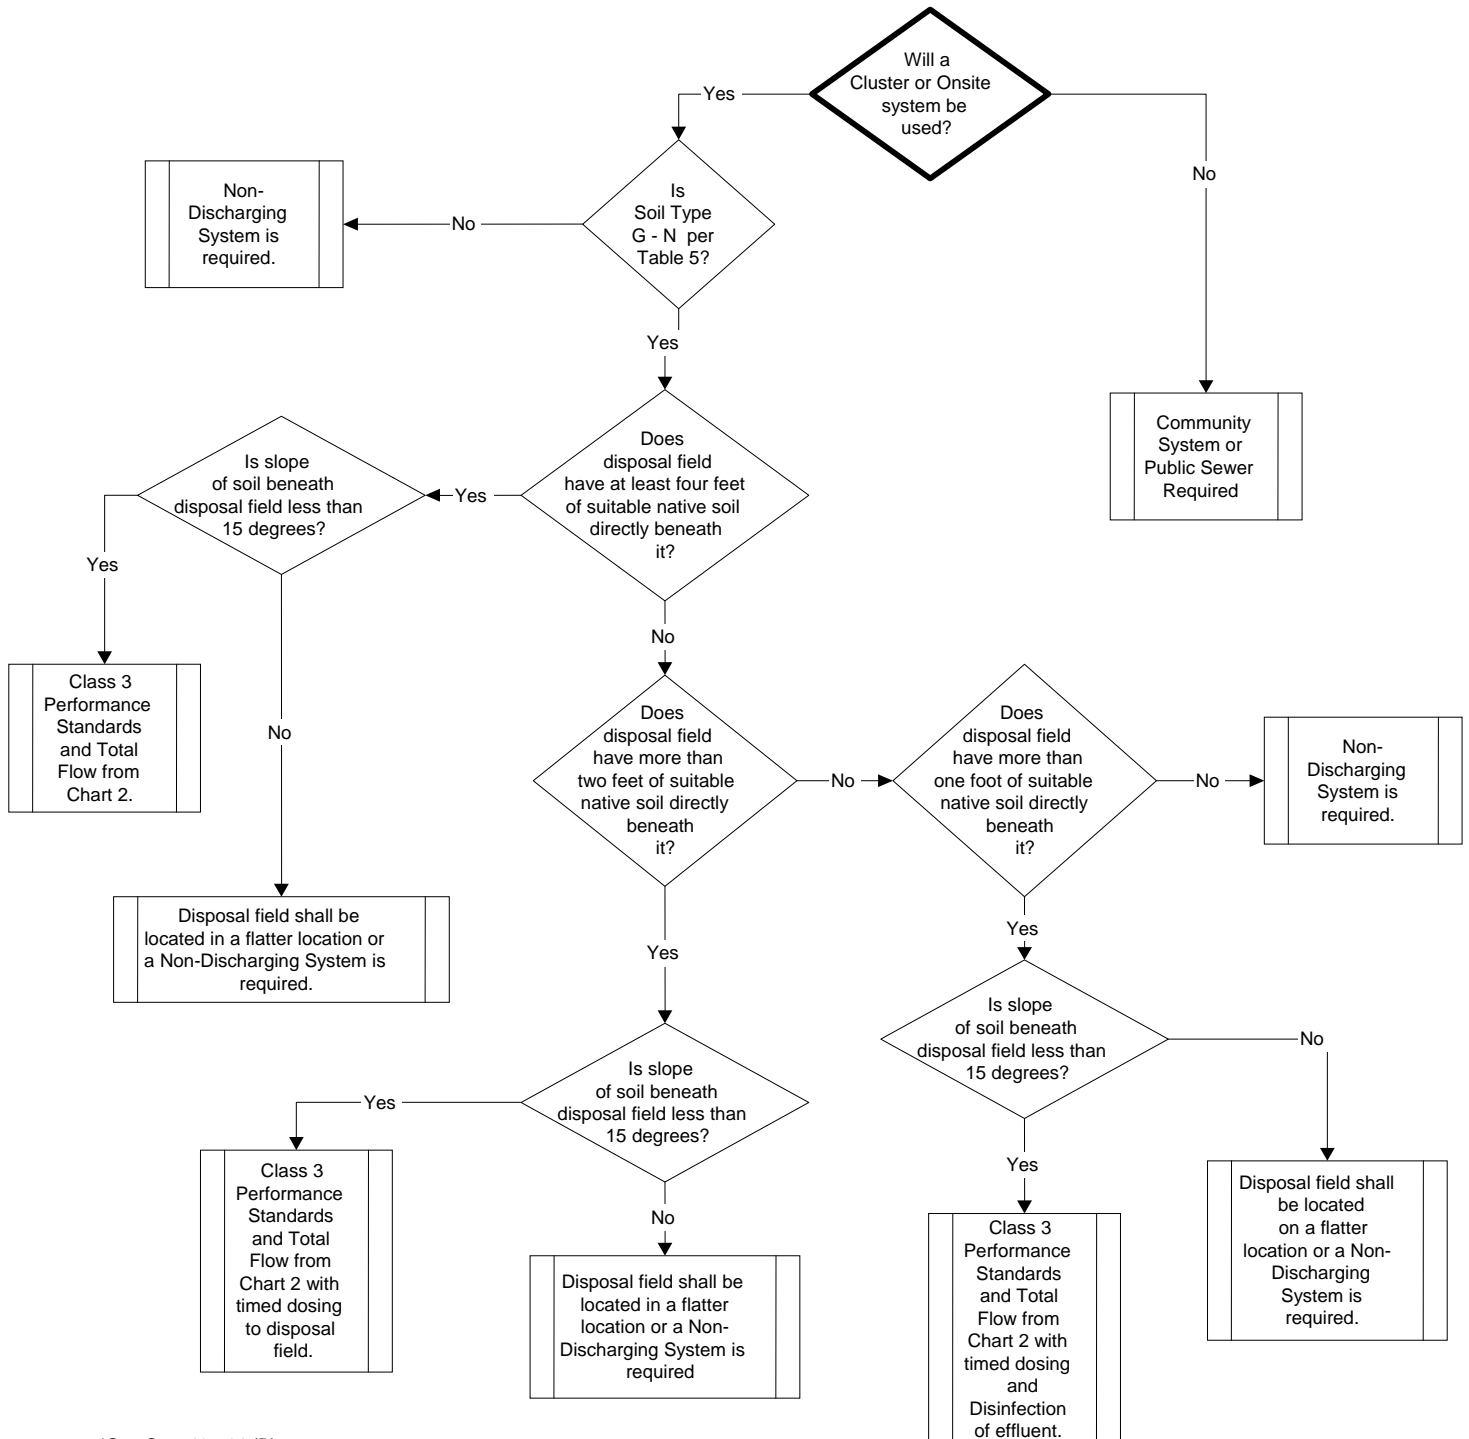 Will a
Cluster or Onsite
system be
used?
Yes
No
Is
Soil Type
G - N per
Table 5?
No
Non-
Discharging
System is
required.
Yes
Community
System or
Public Sewer
Required
Does
disposal field
have at least four feet
of suitable native soil
directly beneath
it?
Yes
Is slope
of soil beneath
disposal field less than
15 degrees?
Yes
Class 3
Performance
Standards
and Total
Flow from
Chart 2.
No
Disposal field shall be
located in a flatter location or
a Non-Discharging System is
required.
No
Does
disposal field
have more than
two feet of suitable
native soil directly
beneath
it?
No
Does
disposal field
have more than
one foot of suitable
native soil directly
beneath
it?
No
Non-
Discharging
System is
required.
Yes
Is slope
of soil beneath
disposal field less than
15 degrees?
Yes
Class 3
Performance
Standards
and Total
Flow from
Chart 2 with
timed dosing
to disposal
field.
No
Disposal field shall be
located in a flatter
location or a Non-
Discharging System is
required
Yes
Is slope
of soil beneath
disposal field less than
15 degrees?
No
Disposal field shall
be located
on a flatter
location or a Non-
Discharging
System is
required.
Yes
Class 3
Performance
Standards
and Total
Flow from
Chart 2 with
timed dosing
and
Disinfection
of effluent.